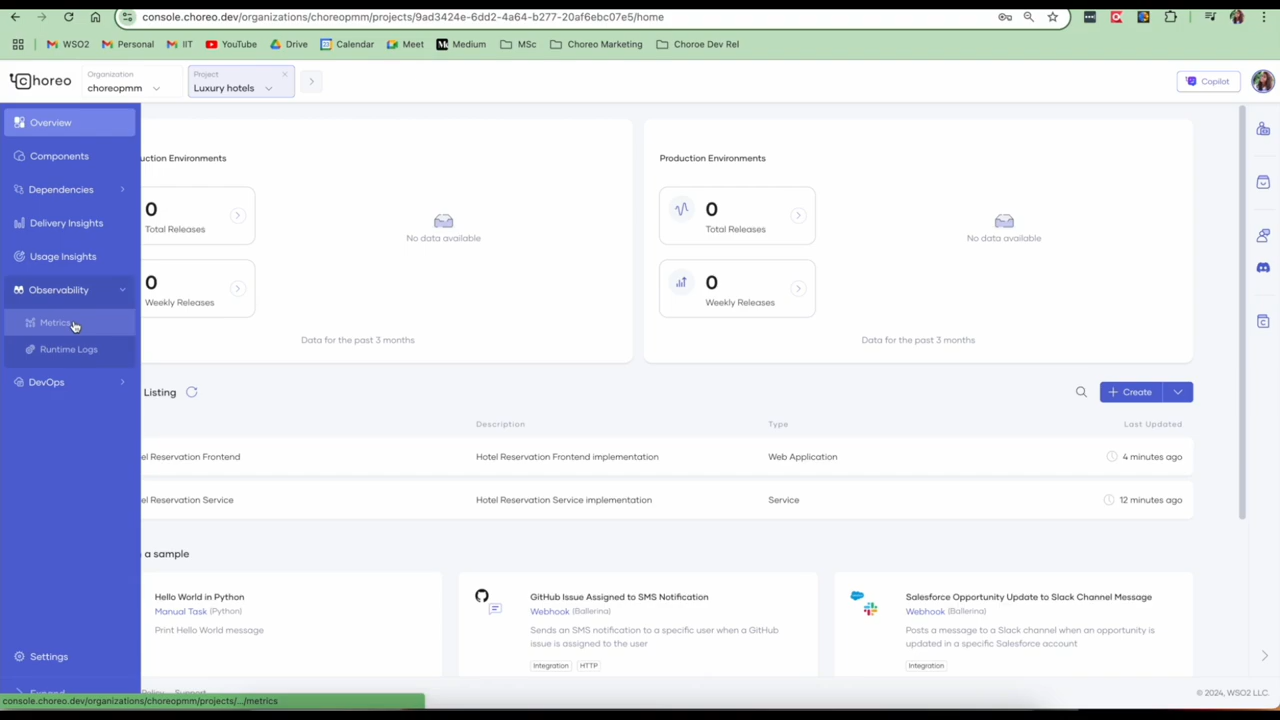 console.choreo.dev/organizations/choreopmm/projects/9ad3424e-6dd2-4a64-b277-20af6ebc07e5/home
WSO2 Personal IIT YouTube Drive Calendar Meet Medium MSc Choreo Marketing Choroe Dev Rel
choreo
Organization
choreopmm
Project
Luxury hotels
Copilot
Overview
Components
Dependencies
Delivery Insights
Usage Insights
Observability
Metrics
Runtime Logs
DevOps
Settings
Production Environments
0
Total Releases
0
Weekly Releases
No data available
Data for the past 3 months
Production Environments
0
Total Releases
0
Weekly Releases
No data available
Data for the past 3 months
Listing
Create
Description Type Last Updated
el Reservation Frontend Hotel Reservation Frontend implementation Web Application 4 minutes ago
el Reservation Service Hotel Reservation Service implementation Service 12 minutes ago
a sample
Hello World in Python
Manual Task (Python)
Print Hello World message
GitHub Issue Assigned to SMS Notification
Webhook (Ballerina)
Sends an SMS notification to a specific user when a GitHub
issue is assigned to the user
Integration HTTP
Salesforce Opportunity Update to Slack Channel Message
Webhook (Ballerina)
Posts a message to a Slack channel when an opportunity is
updated in a specific Salesforce account
Integration
© 2024, WSO2 LLC.
console.choreo.dev/organizations/choreopmm/projects/.../metrics